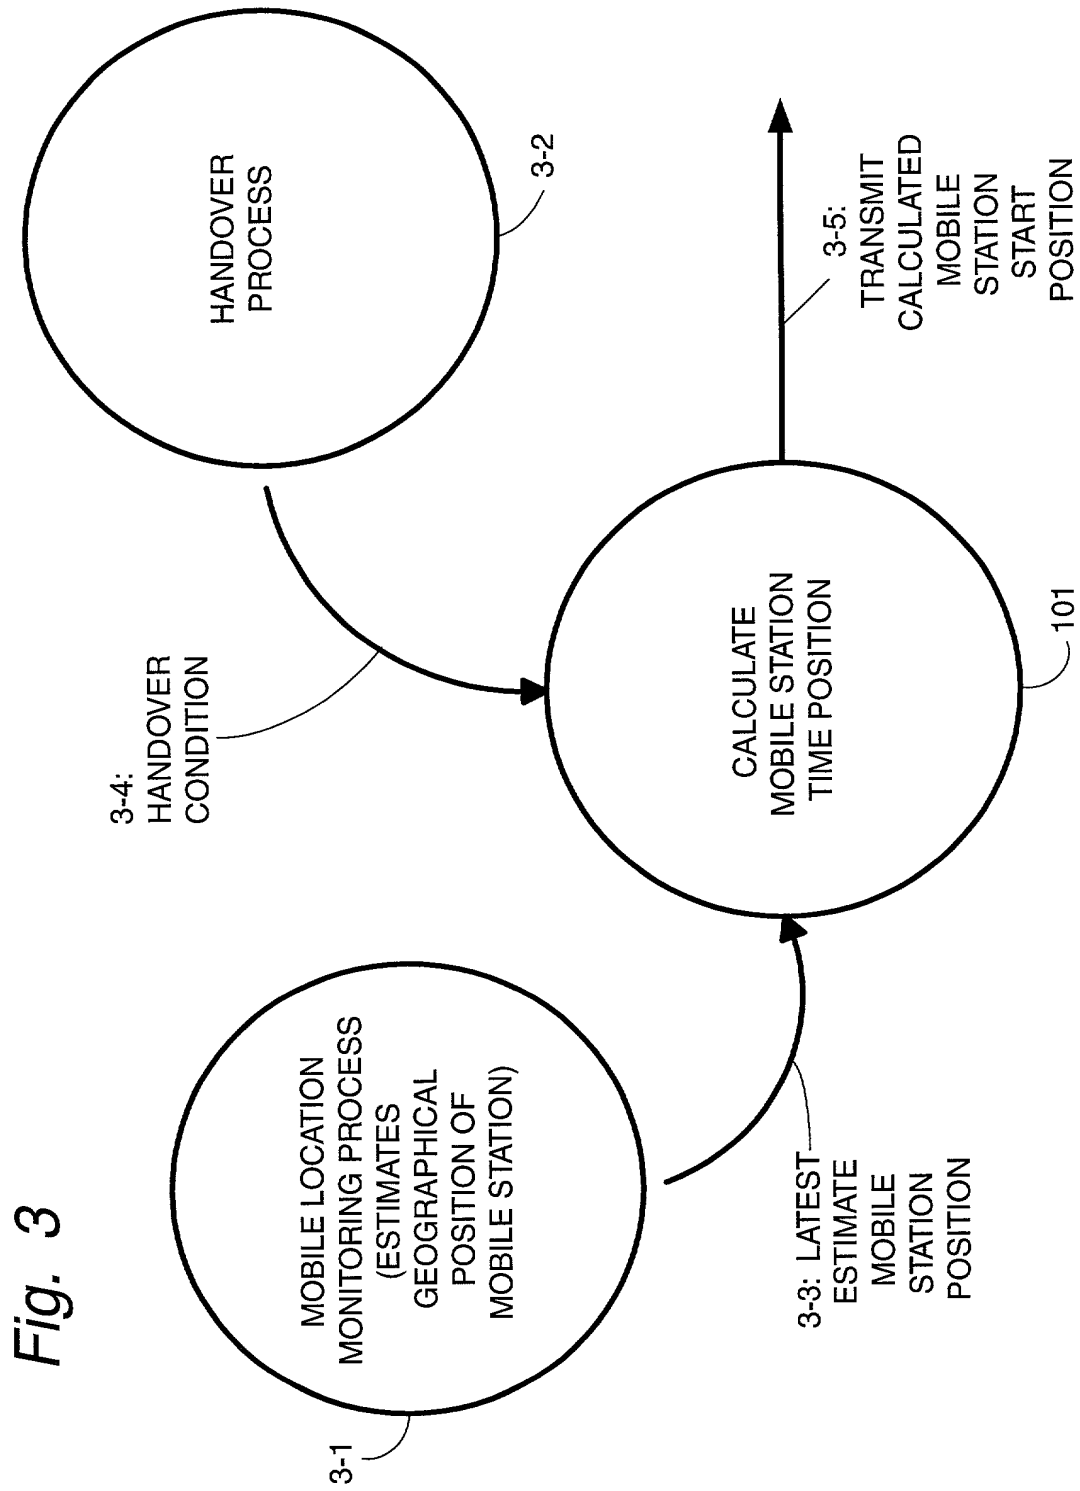 Fig. 3
3-1
MOBILE LOCATION
MONITORING PROCESS
(ESTIMATES
GEOGRAPHICAL
POSITION OF
MOBILE STATION)
3-4:
HANDOVER
CONDITION
HANDOVER
PROCESS
3-2
3-3: LATEST
ESTIMATE
MOBILE
STATION
POSITION
CALCULATE
MOBILE STATION
TIME POSITION
101
3-5:
TRANSMIT
CALCULATED
MOBILE
STATION
START
POSITION